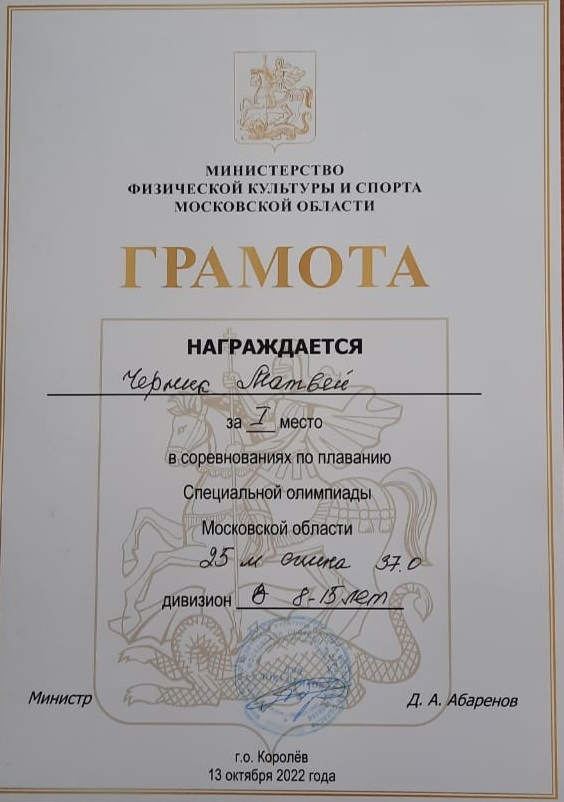 МИНИСТЕРСТВО
ФИЗИЧЕСКОЙ КУЛЬТУРЫ И СПОРТА
МОСКОВСКОЙ ОБЛАСТИ
ГРАМОТА
НАГРАЖДАЕТСЯ
Черник Матвей
за I место
в соревнованиях по плаванию
Специальной олимпиады
Московской области
25 м спина 37.0
дивизион В 8-15 лет
Министр Д. А. Абаренов
г.о. Королёв
13 октября 2022 года